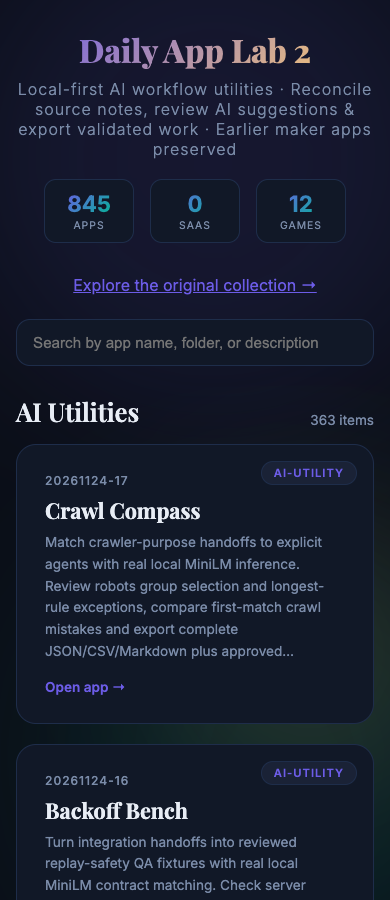 Daily App Lab 2
Local-first AI workflow utilities · Reconcile
source notes, review AI suggestions &
export validated work · Earlier maker apps
preserved
845
APPS
0
SAAS
12
GAMES
Explore the original collection →
Search by app name, folder, or description
AI Utilities
363 items
AI-UTILITY
20261124-17
Crawl Compass
Match crawler-purpose handoffs to explicit
agents with real local MiniLM inference.
Review robots group selection and longest-
rule exceptions, compare first-match crawl
mistakes and export complete
JSON/CSV/Markdown plus approved...
Open app →
AI-UTILITY
20261124-16
Backoff Bench
Turn integration handoffs into reviewed
replay-safety QA fixtures with real local
MiniLM contract matching. Check server